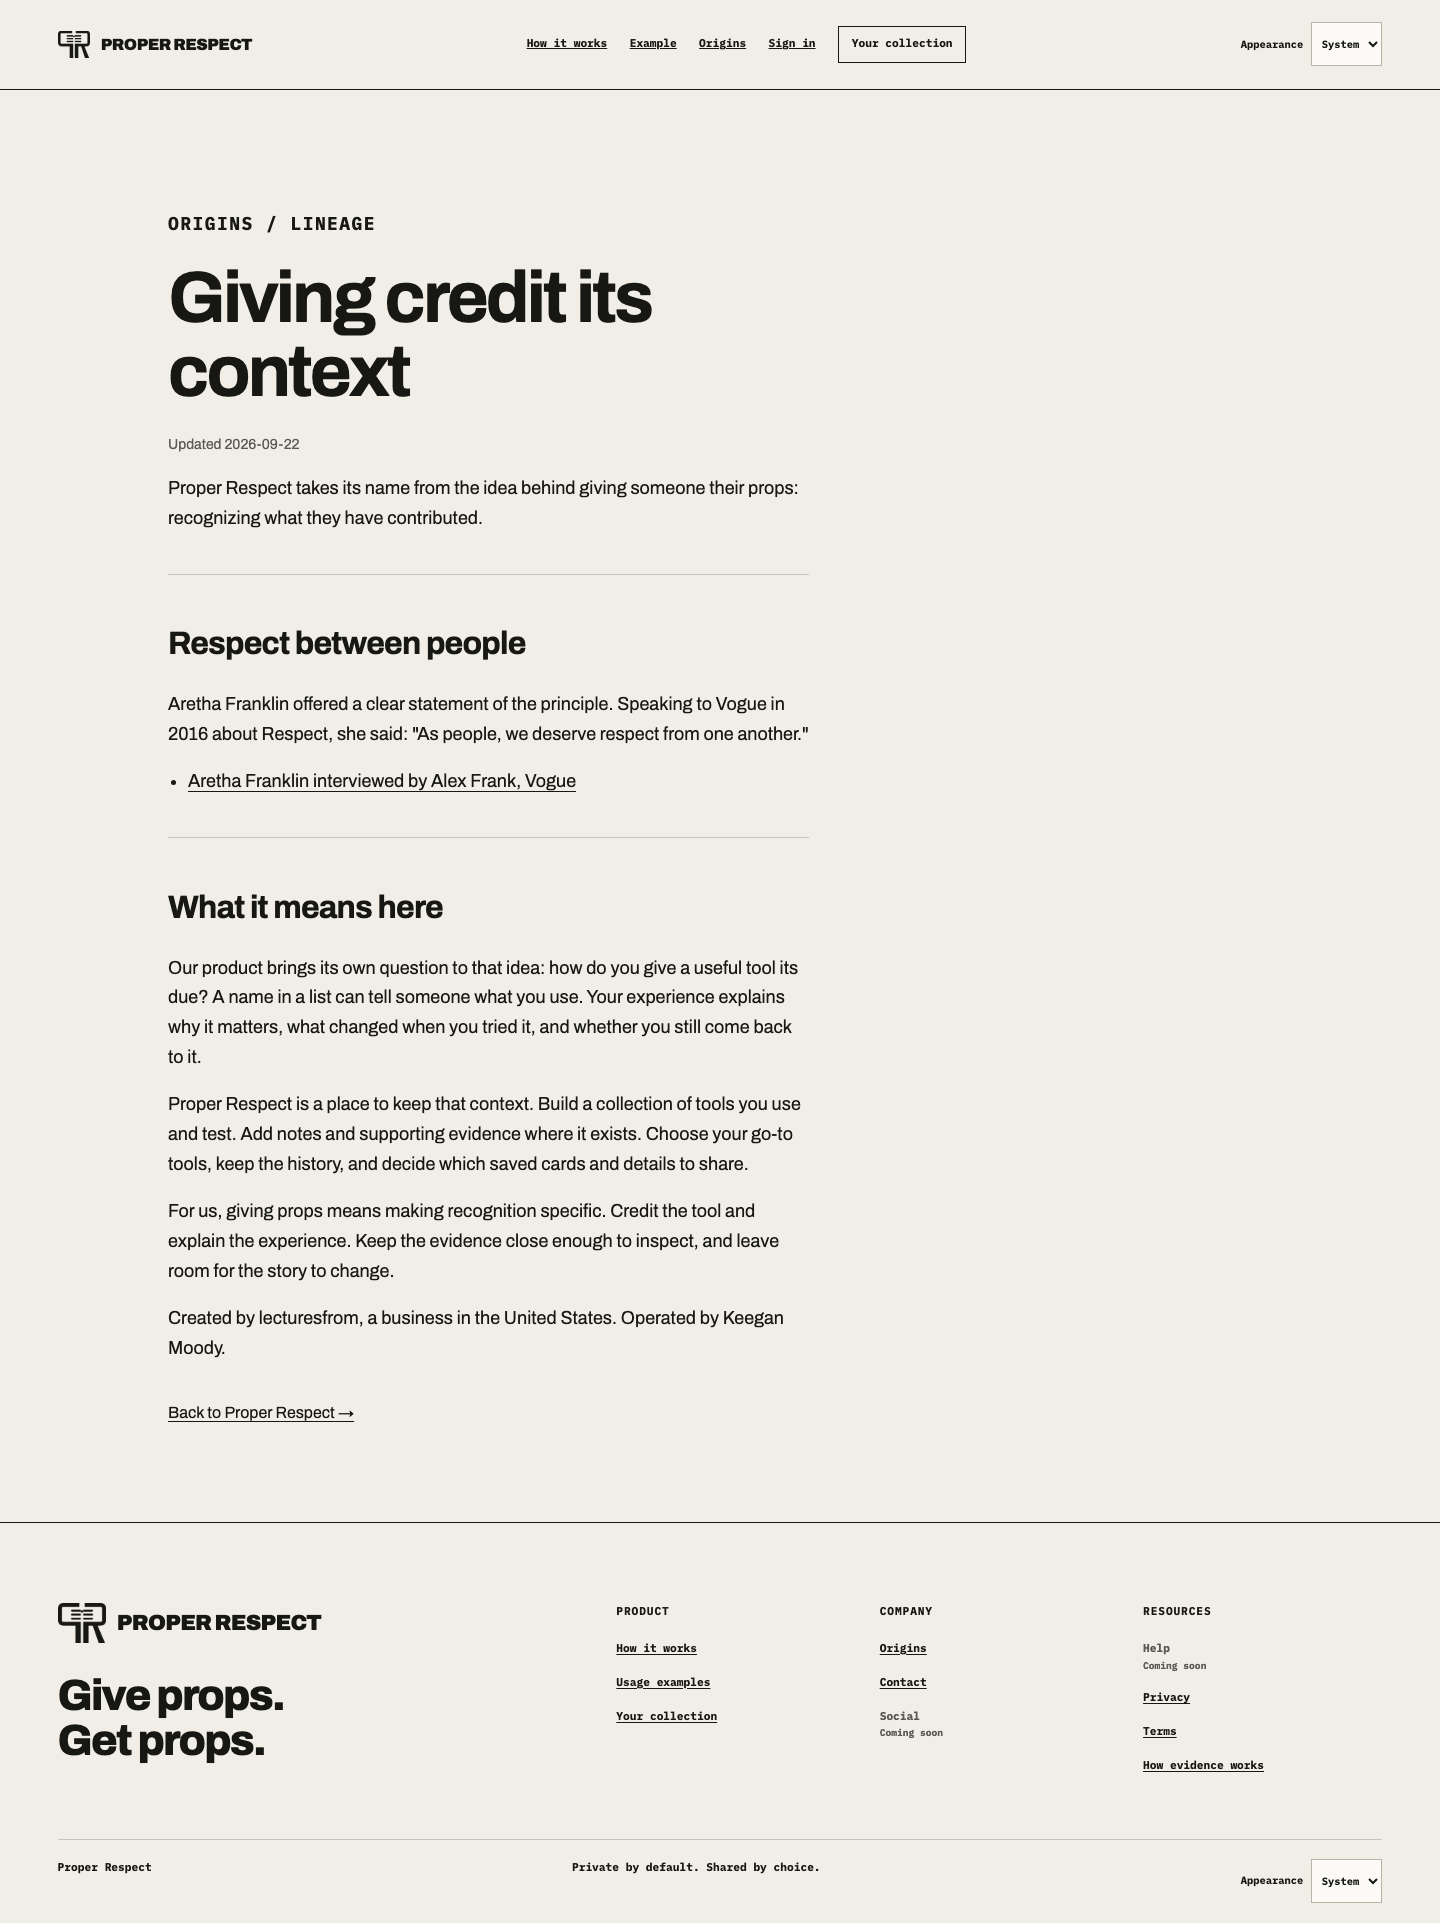 PROPER RESPECT
How it works
Example
Origins
Sign in
Your collection
Appearance
System
ORIGINS / LINEAGE
Giving credit its
context
Updated 2026-09-22
Proper Respect takes its name from the idea behind giving someone their props:
recognizing what they have contributed.
Respect between people
Aretha Franklin offered a clear statement of the principle. Speaking to Vogue in
2016 about Respect, she said: "As people, we deserve respect from one another."
• Aretha Franklin interviewed by Alex Frank, Vogue
What it means here
Our product brings its own question to that idea: how do you give a useful tool its
due? A name in a list can tell someone what you use. Your experience explains
why it matters, what changed when you tried it, and whether you still come back
to it.
Proper Respect is a place to keep that context. Build a collection of tools you use
and test. Add notes and supporting evidence where it exists. Choose your go-to
tools, keep the history, and decide which saved cards and details to share.
For us, giving props means making recognition specific. Credit the tool and
explain the experience. Keep the evidence close enough to inspect, and leave
room for the story to change.
Created by lecturesfrom, a business in the United States. Operated by Keegan
Moody.
Back to Proper Respect →
PROPER RESPECT
Give props.
Get props.
PRODUCT
How it works
Usage examples
Your collection
COMPANY
Origins
Contact
Social
Coming soon
RESOURCES
Help
Coming soon
Privacy
Terms
How evidence works
Proper Respect
Private by default. Shared by choice.
Appearance
System